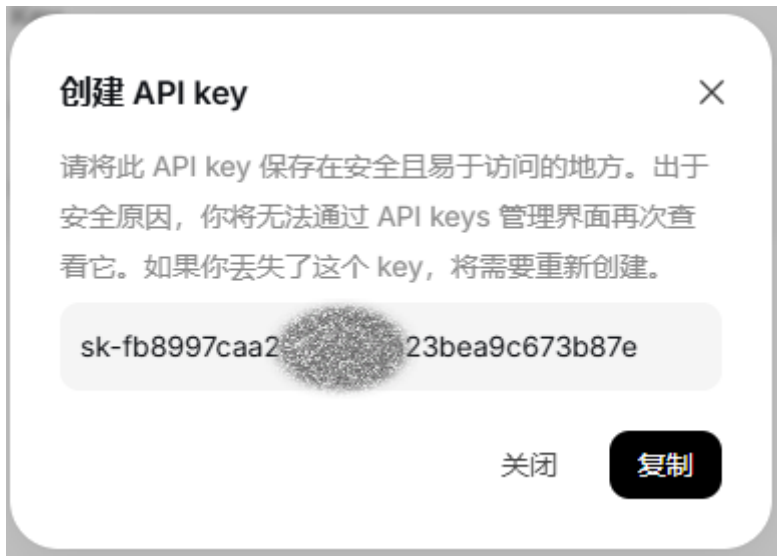 创建 API key
请将此 API key 保存在安全且易于访问的地方。出于
安全原因，你将无法通过 API keys 管理界面再次查
看它。如果你丢失了这个 key，将需要重新创建。
sk-fb8997caa2 23bea9c673b87e
关闭 复制